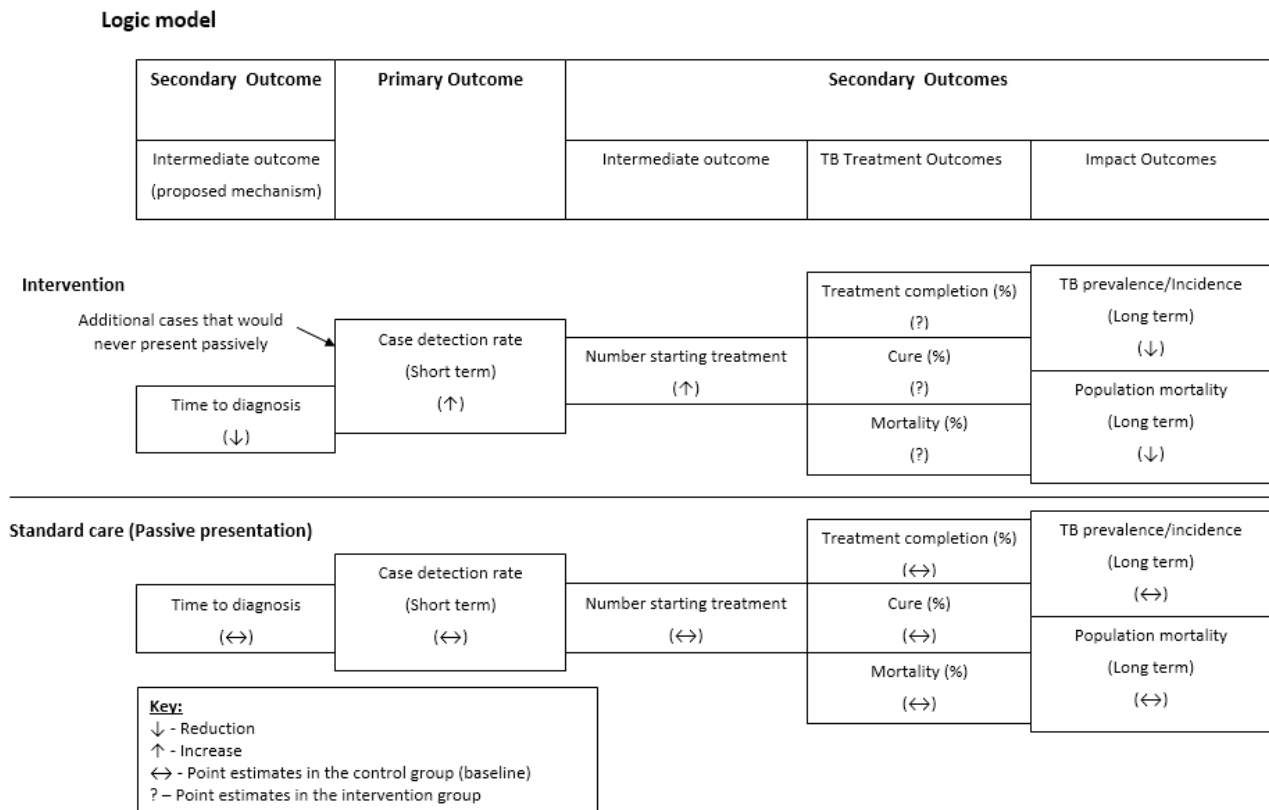 Logic model
Secondary Outcome
Primary Outcome
Secondary Outcomes
Intermediate outcome
(proposed mechanism)
Intermediate outcome
TB Treatment Outcomes
Impact Outcomes
Intervention
Additional cases that would
never present passively
Time to diagnosis
(↓)
Case detection rate
(Short term)
(↑)
Number starting treatment
(↑)
Treatment completion (%)
(?)
Cure (%)
(?)
Mortality (%)
(?)
TB prevalence/Incidence
(Long term)
(↓)
Population mortality
(Long term)
(↓)
Standard care (Passive presentation)
Time to diagnosis
(↔)
Case detection rate
(Short term)
(↔)
Number starting treatment
(↔)
Treatment completion (%)
(↔)
Cure (%)
(↔)
Mortality (%)
(↔)
TB prevalence/incidence
(Long term)
(↔)
Population mortality
(Long term)
(↔)
Key:
↓ - Reduction
↑ - Increase
↔ - Point estimates in the control group (baseline)
? – Point estimates in the intervention group